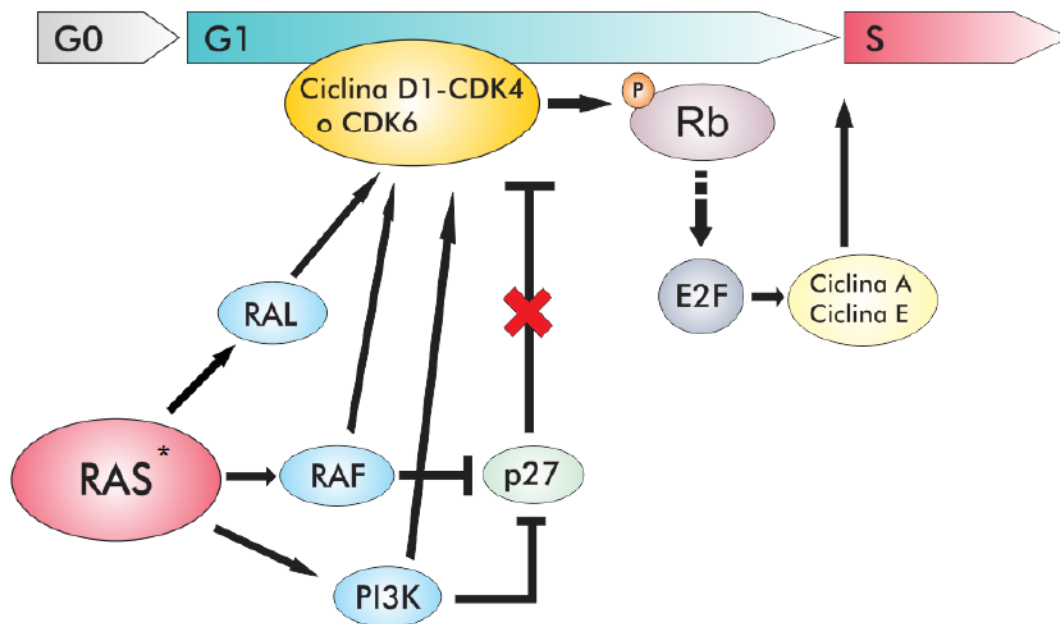 G0
G1
S
Ciclina D1-CDK4
o CDK6
P
Rb
RAL
E2F
Ciclina A
Ciclina E
RAS*
RAF
p27
PI3K